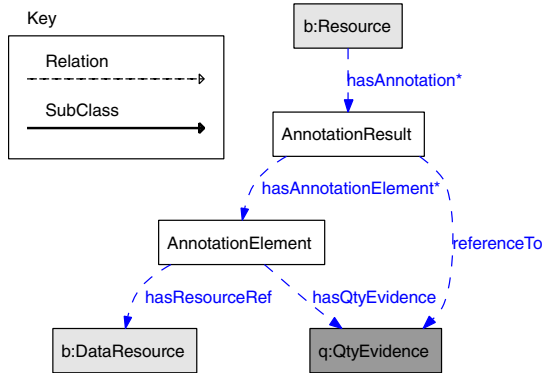 Key
Relation
SubClass
b:Resource
hasAnnotation*
AnnotationResult
hasAnnotationElement*
AnnotationElement
referenceTo
hasResourceRef
hasQtyEvidence
b:DataResource
q:QtyEvidence